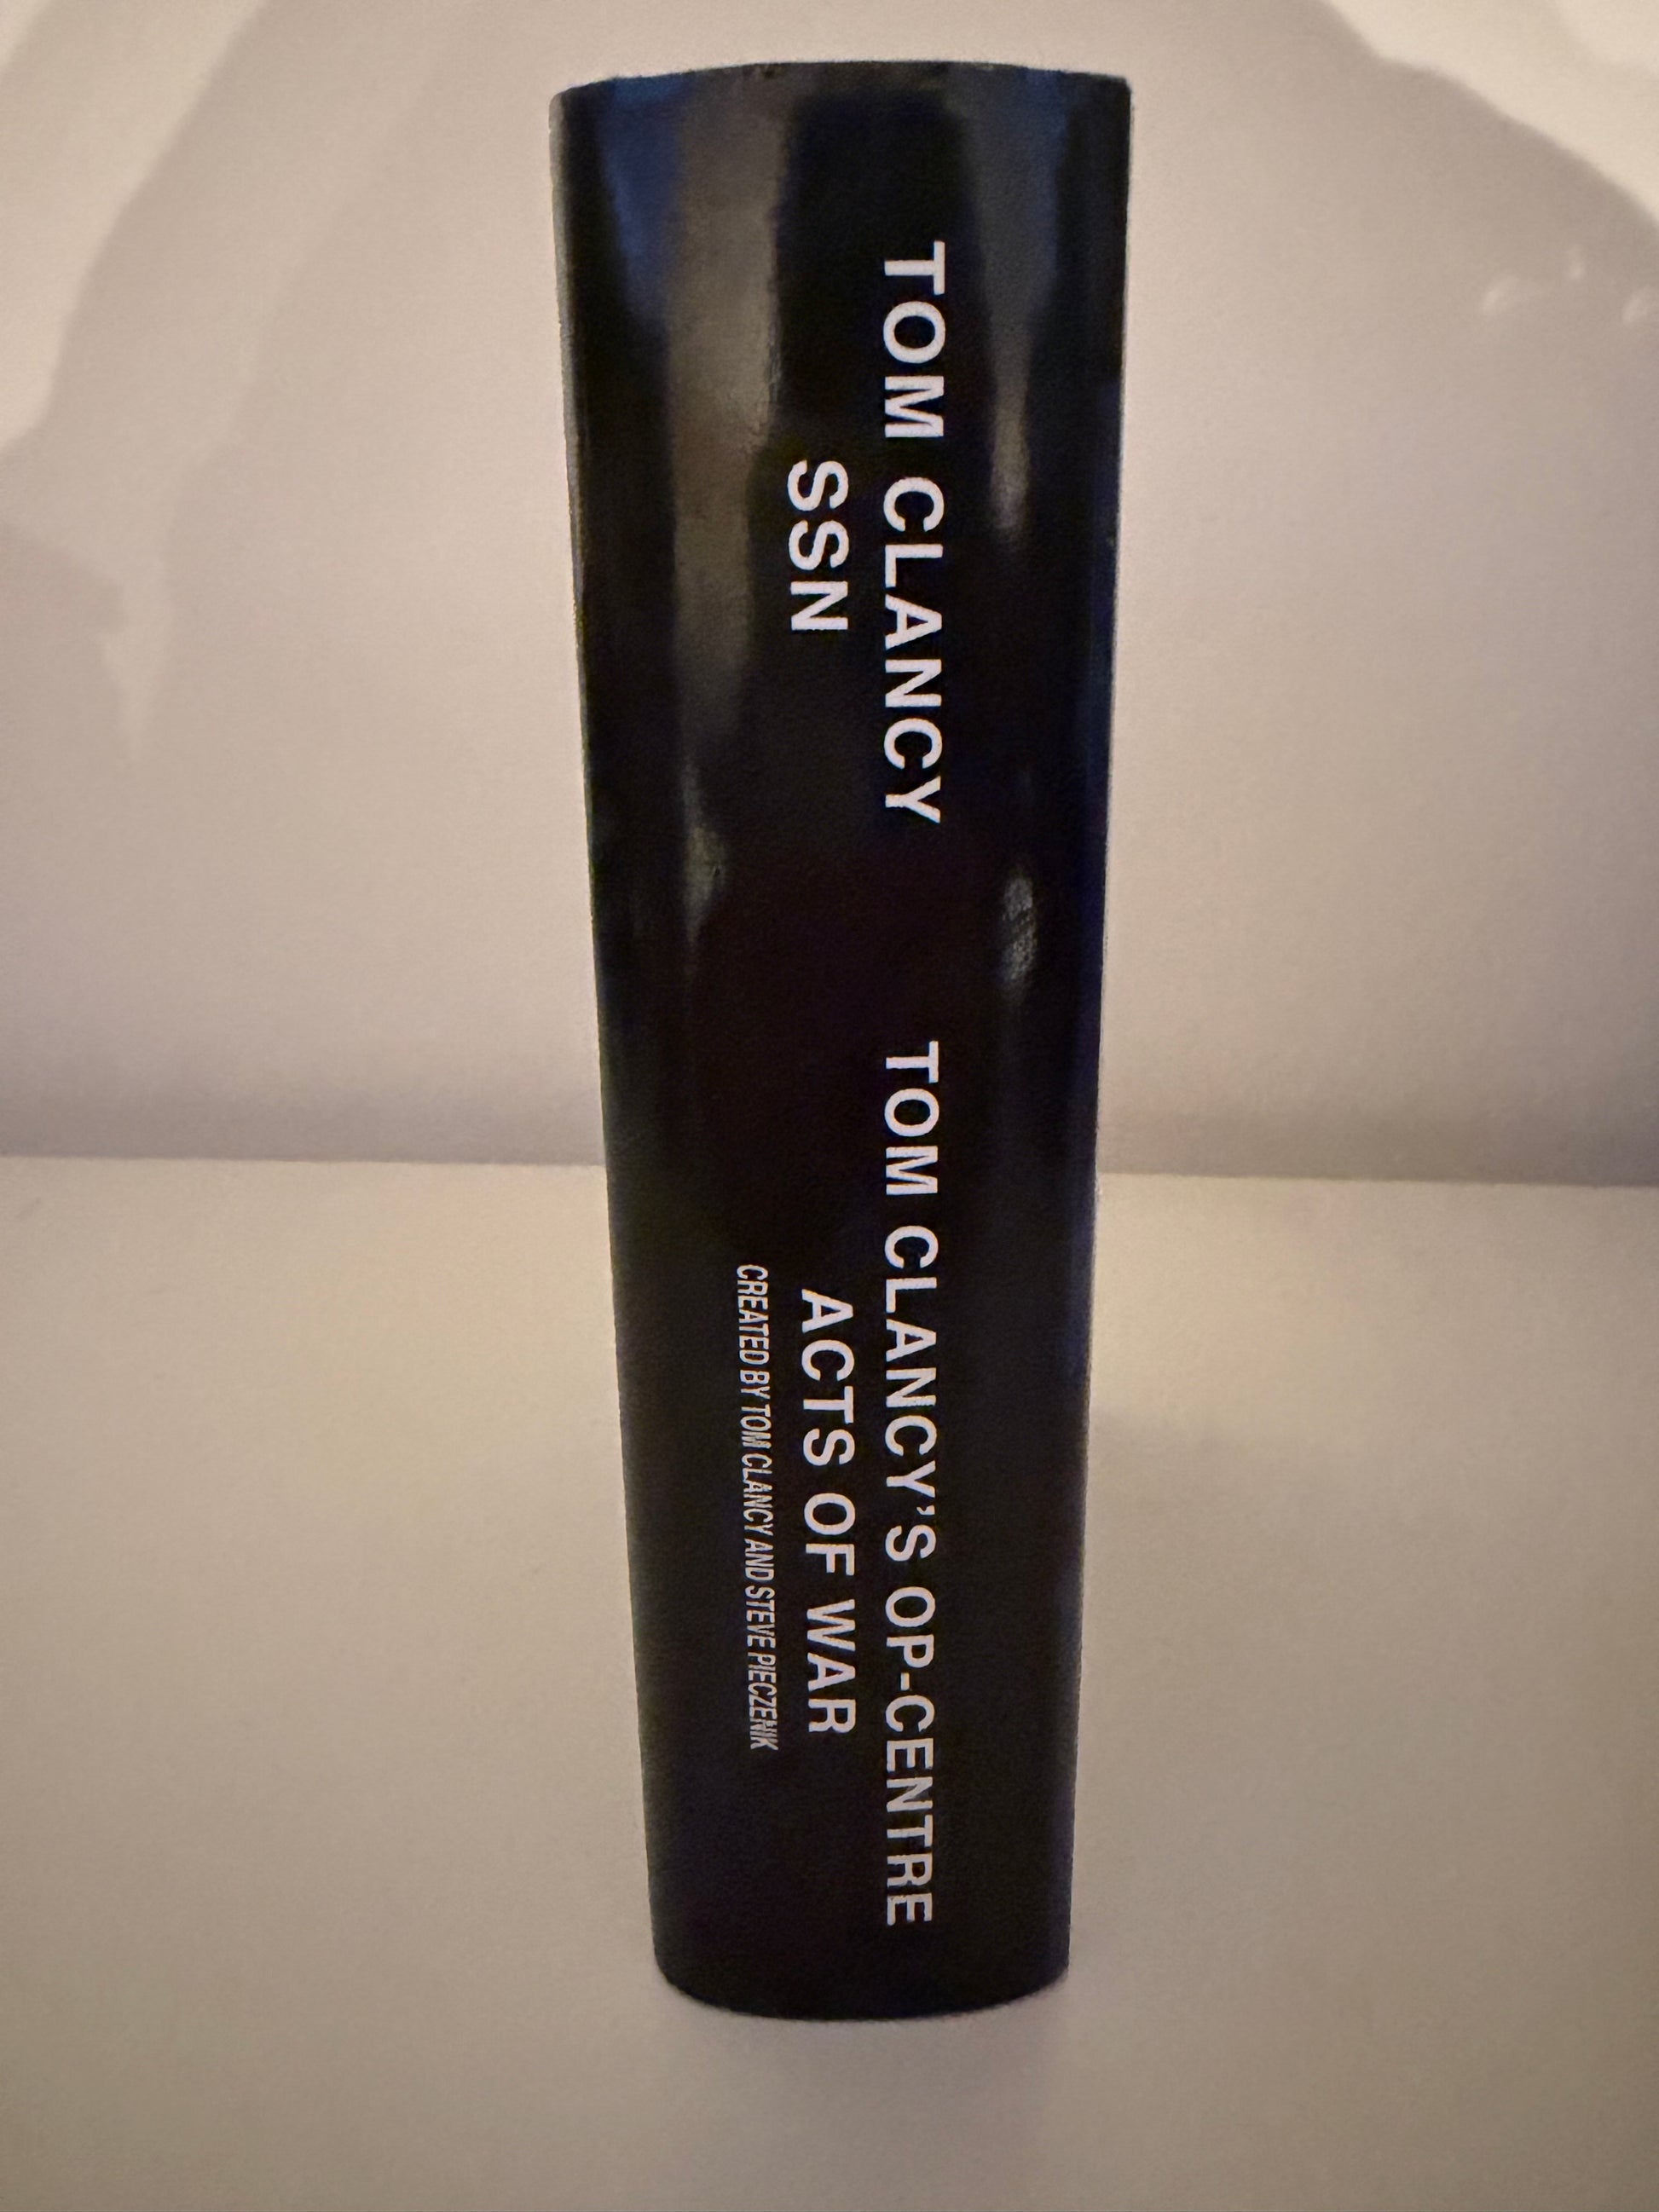 TOM CLANCY
SSN
TOM CLANCY'S OP-CENTRE
ACTS OF WAR
CREATED BY TOM CLANCY AND STEVE PIECZENIK